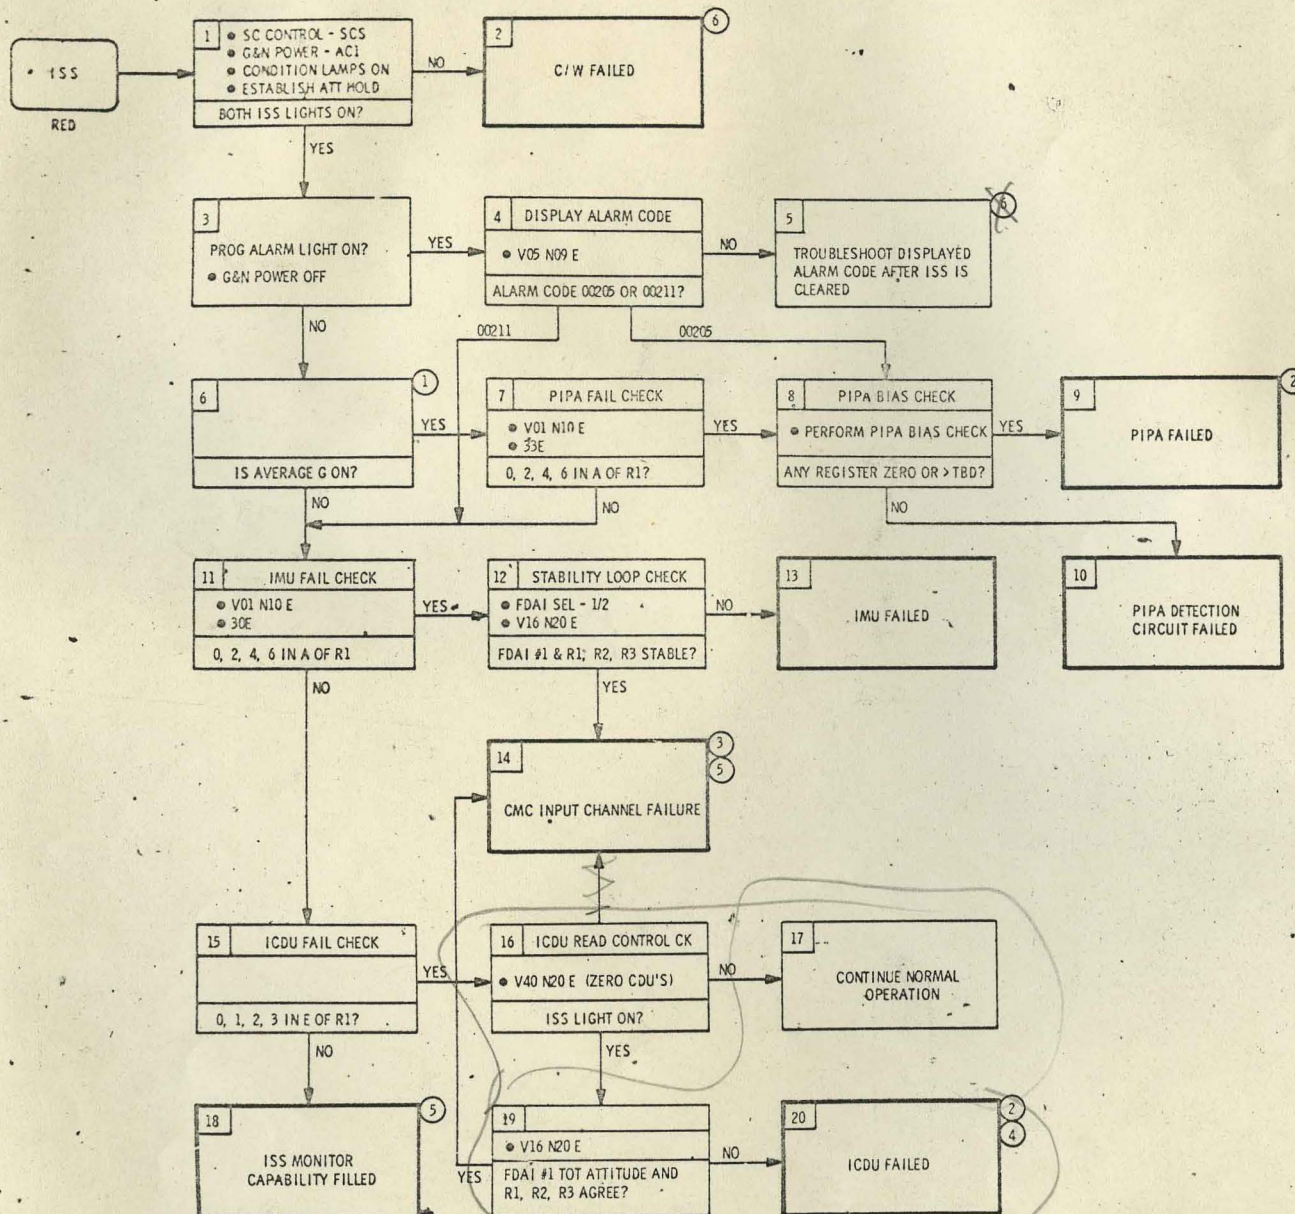 ISS
RED
1
● SC CONTROL - SCS
● G&N POWER - AC1
● CONDITION LAMPS ON
● ESTABLISH ATT HOLD
BOTH ISS LIGHTS ON?
NO
YES
2
6
C/W FAILED
3
PROG ALARM LIGHT ON?
● G&N POWER OFF
YES
NO
4 DISPLAY ALARM CODE
● V05 N09 E
ALARM CODE 00205 OR 00211?
NO
00211
00205
5
6
TROUBLESHOOT DISPLAYED
ALARM CODE AFTER ISS IS
CLEARED
6
1
IS AVERAGE G ON?
YES
NO
7 PIPA FAIL CHECK
● V01 N10 E
● 33E
0, 2, 4, 6 IN A OF R1?
YES
NO
8 PIPA BIAS CHECK
● PERFORM PIPA BIAS CHECK
ANY REGISTER ZERO OR > TBD?
YES
NO
9
2
PIPA FAILED
10
PIPA DETECTION
CIRCUIT FAILED
11 IMU FAIL CHECK
● V01 N10 E
● 30E
0, 2, 4, 6 IN A OF R1
YES
NO
12 STABILITY LOOP CHECK
● FDAI SEL - 1/2
● V16 N20 E
FDAI #1 & R1, R2, R3 STABLE?
NO
YES
13
IMU FAILED
14
3
5
CMC INPUT CHANNEL FAILURE
15 ICDU FAIL CHECK
0, 1, 2, 3 IN E OF R1?
YES
NO
16 ICDU READ CONTROL CK
● V40 N20 E (ZERO CDU'S)
ISS LIGHT ON?
NO
YES
17
CONTINUE NORMAL
OPERATION
18
5
ISS MONITOR
CAPABILITY FILLED
19
● V16 N20 E
FDAI #1 TOT ATTITUDE AND
R1, R2, R3 AGREE?
YES
NO
20
2
4
ICDU FAILED